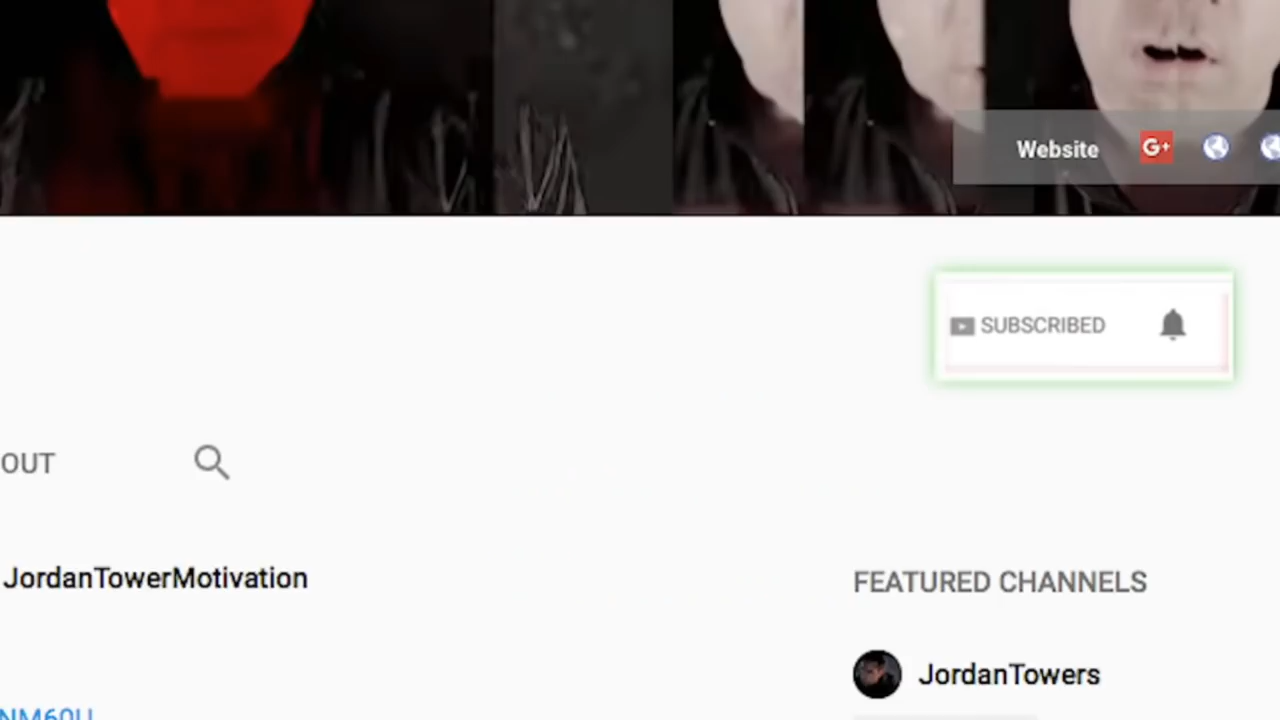 Website G+
SUBSCRIBED
OUT
JordanTowerMotivation
FEATURED CHANNELS
JordanTowers